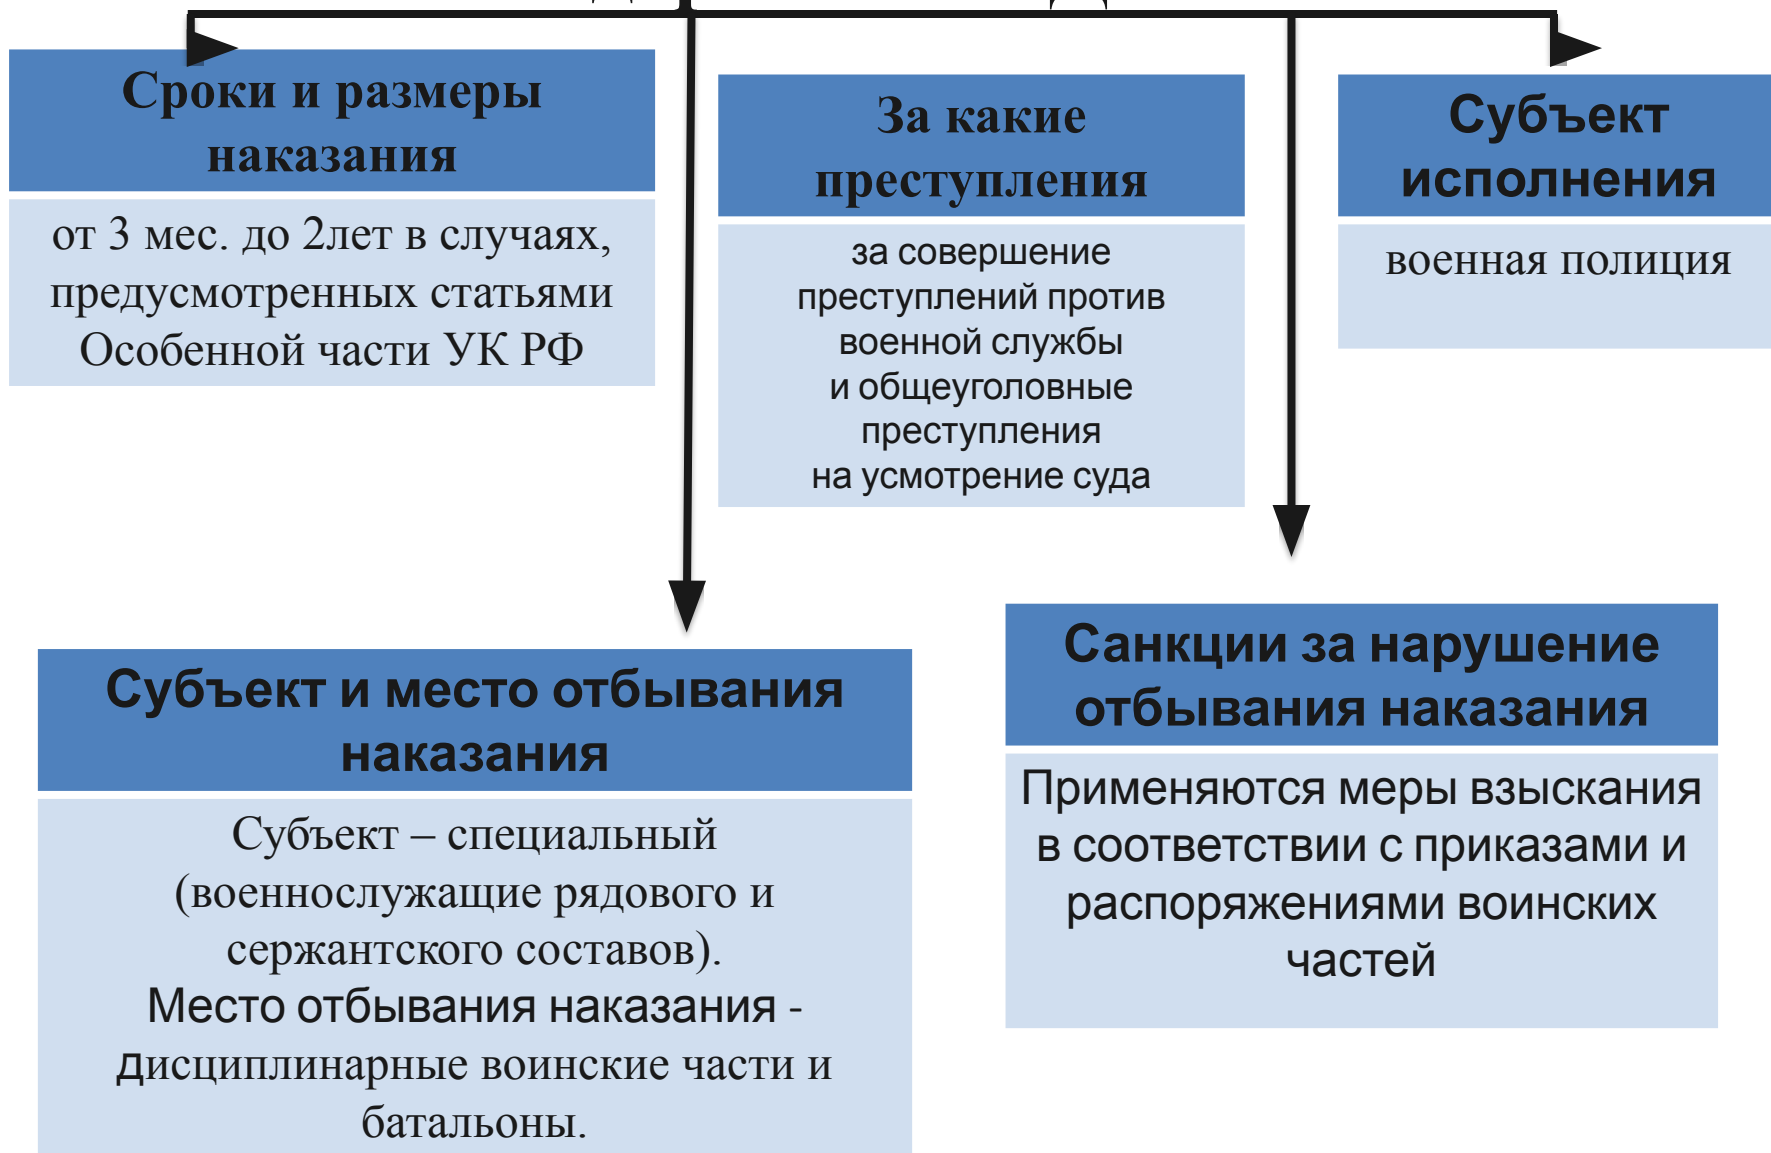 Сроки и размеры
наказания
от 3 мес. до 2лет в случаях,
предусмотренных статьями
Особенной части УК РФ
За какие
преступления
за совершение
преступлений против
военной службы
и общеуголовные
преступления
на усмотрение суда
Субъект
исполнения
военная полиция
Субъект и место отбывания
наказания
Субъект – специальный
(военнослужащие рядового и
сержантского составов).
Место отбывания наказания -
дисциплинарные воинские части и
батальоны.
Санкции за нарушение
отбывания наказания
Применяются меры взыскания
в соответствии с приказами и
распоряжениями воинских
частей